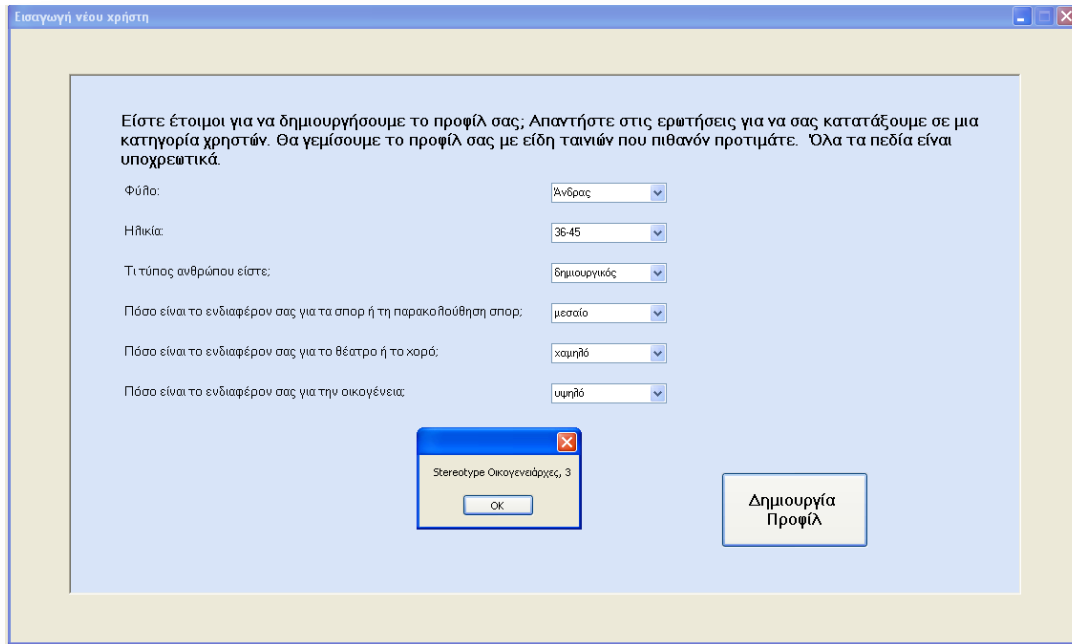 Εισαγωγή νέου χρήστη
Είστε έτοιμοι για να δημιουργήσουμε το προφίλ σας; Απαντήστε στις ερωτήσεις για να σας κατατάξουμε σε μια
κατηγορία χρηστών. Θα γεμίσουμε το προφίλ σας με είδη ταινιών που πιθανόν προτιμάτε. Όλα τα πεδία είναι
υποχρεωτικά.
Φύλο: Άνδρας
Ηλικία: 36-45
Τι τύπος ανθρώπου είστε; δημιουργικός
Πόσο είναι το ενδιαφέρον σας για τα σπορ ή τη παρακολούθηση σπορ; μεσαίο
Πόσο είναι το ενδιαφέρον σας για το θέατρο ή το χορό; χαμηλό
Πόσο είναι το ενδιαφέρον σας για την οικογένεια; υψηλό
Stereotype Οικογενειάρχες, 3
OK
Δημιουργία
Προφίλ